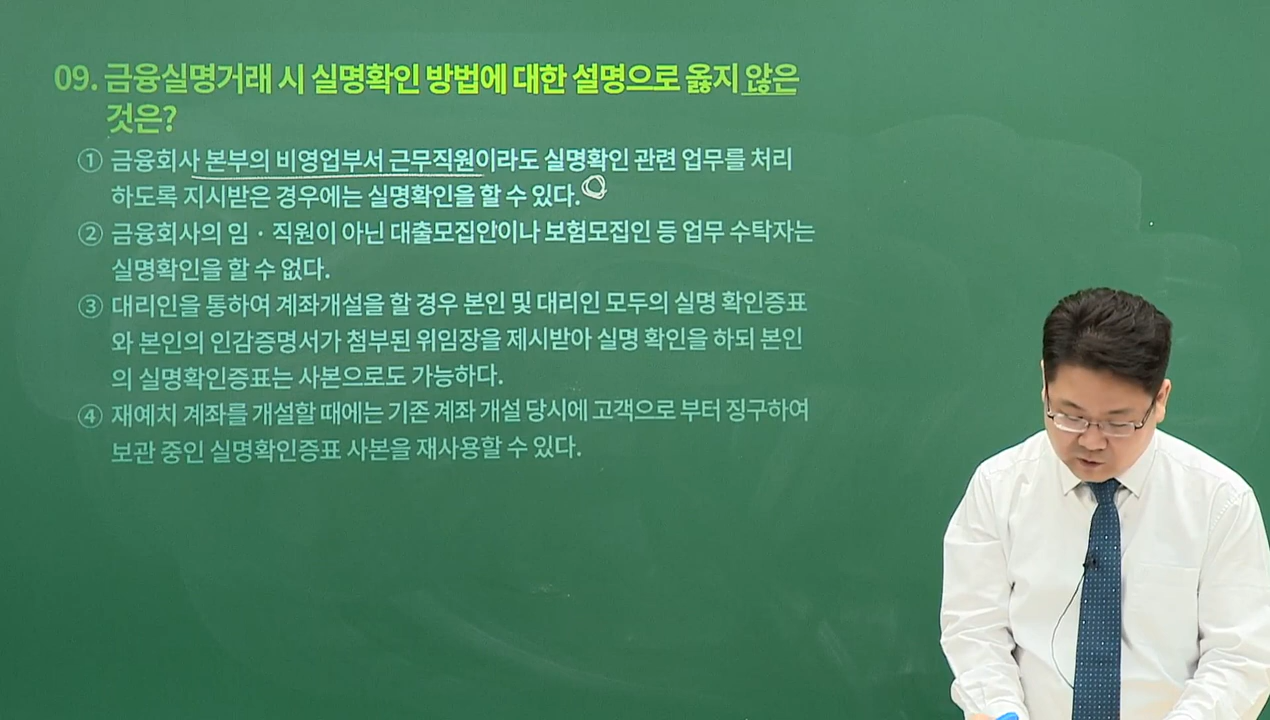 09. 금융실명거래 시 실명확인 방법에 대한 설명으로 옳지 않은
것은?
① 금융회사 본부의 비영업부서 근무직원이라도 실명확인 관련 업무를 처리
하도록 지시받은 경우에는 실명확인을 할 수 있다.
② 금융회사의 임 · 직원이 아닌 대출모집안이나 보험모집인 등 업무 수탁자는
실명확인을 할 수 없다.
③ 대리인을 통하여 계좌개설을 할 경우 본인 및 대리인 모두의 실명 확인증표
와 본인의 인감증명서가 첨부된 위임장을 제시받아 실명 확인을 하되 본인
의 실명확인증표는 사본으로도 가능하다.
④ 재예치 계좌를 개설할 때에는 기존 계좌 개설 당시에 고객으로 부터 징구하여
보관 중인 실명확인증표 사본을 재사용할 수 있다.